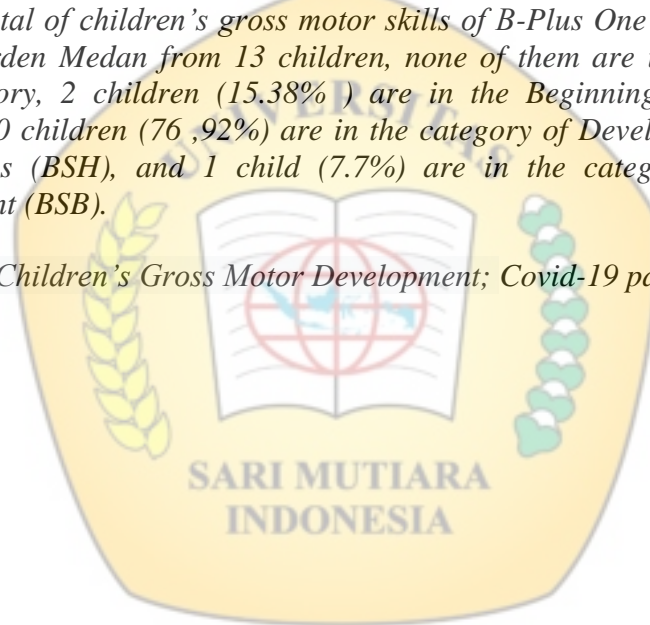 tal of children's gross motor skills of B-Plus One
rden Medan from 13 children, none of them are
ory, 2 children (15.38% ) are in the Beginning
0 children (76 ,92%) are in the category of Devel
s (BSH), and 1 child (7.7%) are in the categ
nt (BSB).
Children's Gross Motor Development; Covid-19 pa
UNIVERSITAS
SARI MUTIARA
INDONESIA